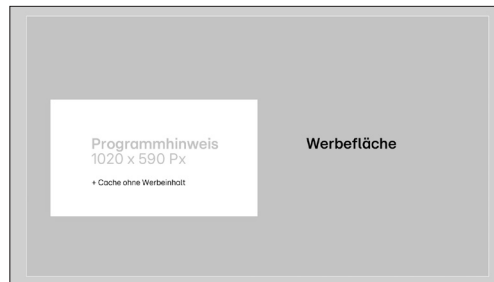 Programmhinweis
1020 x 590 Px
+ Cache ohne Werbeinhalt
Werbefläche